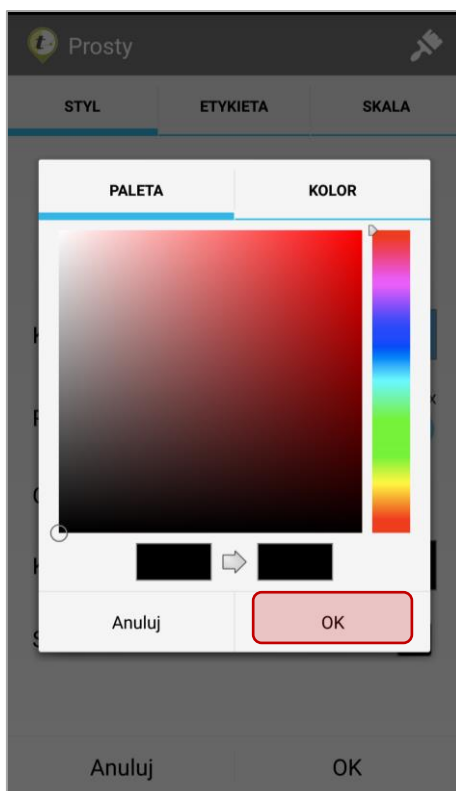 Prosty
STYL ETYKIETA SKALA
PALETA KOLOR
Anuluj OK
Anuluj OK